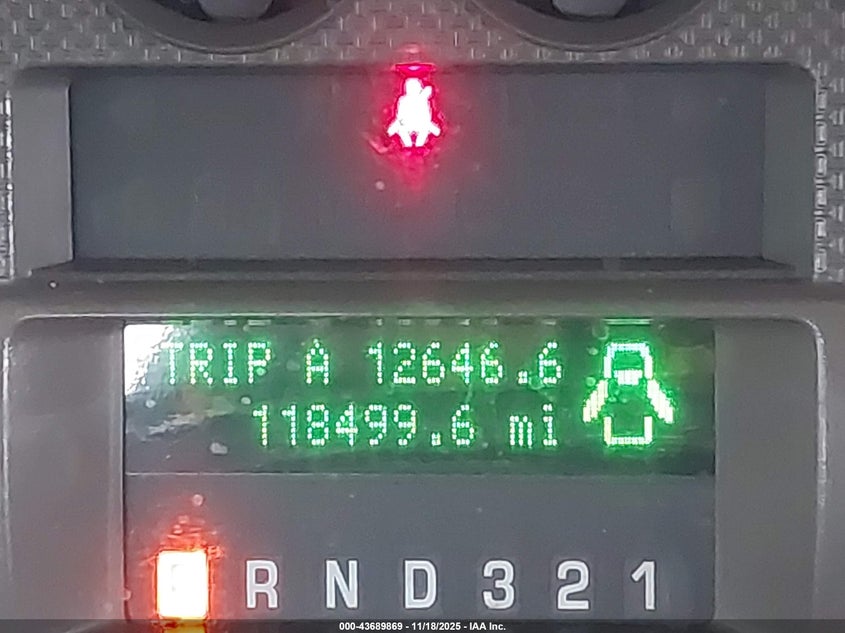 TRIP A 12646.6
118499.6 mi
R N D 3 2 1
000-43689869 - 11/18/2025 - IAA Inc.